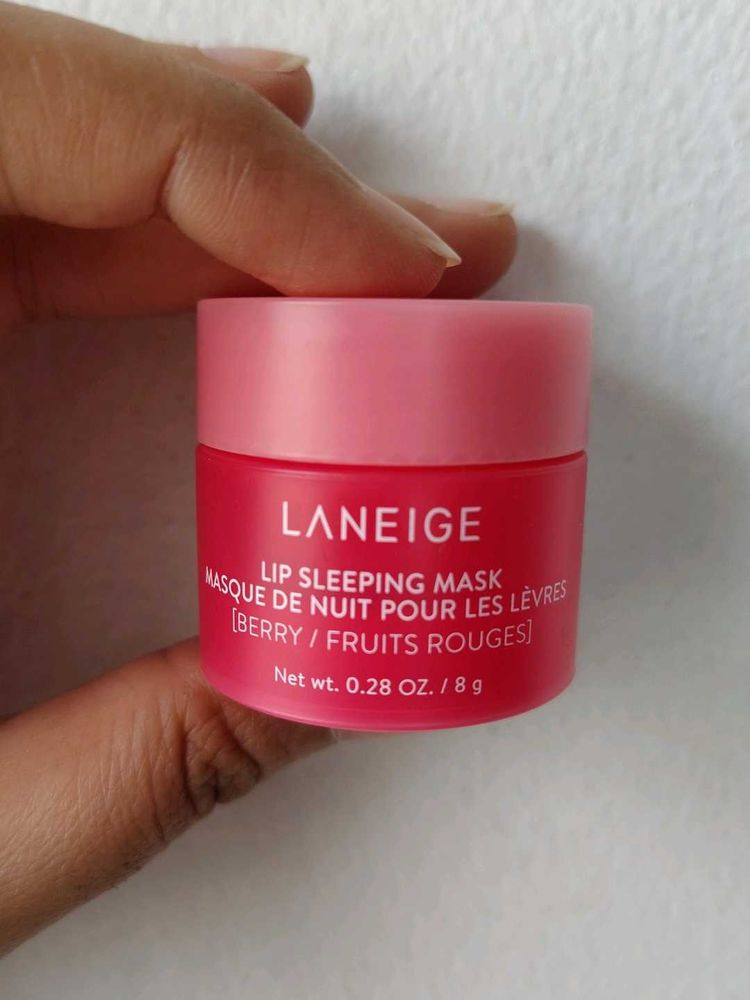 LANEIGE
LIP SLEEPING MASK
MASQUE DE NUIT POUR LES LÈVRES
[BERRY / FRUITS ROUGES]
Net wt. 0.28 OZ. / 8 g